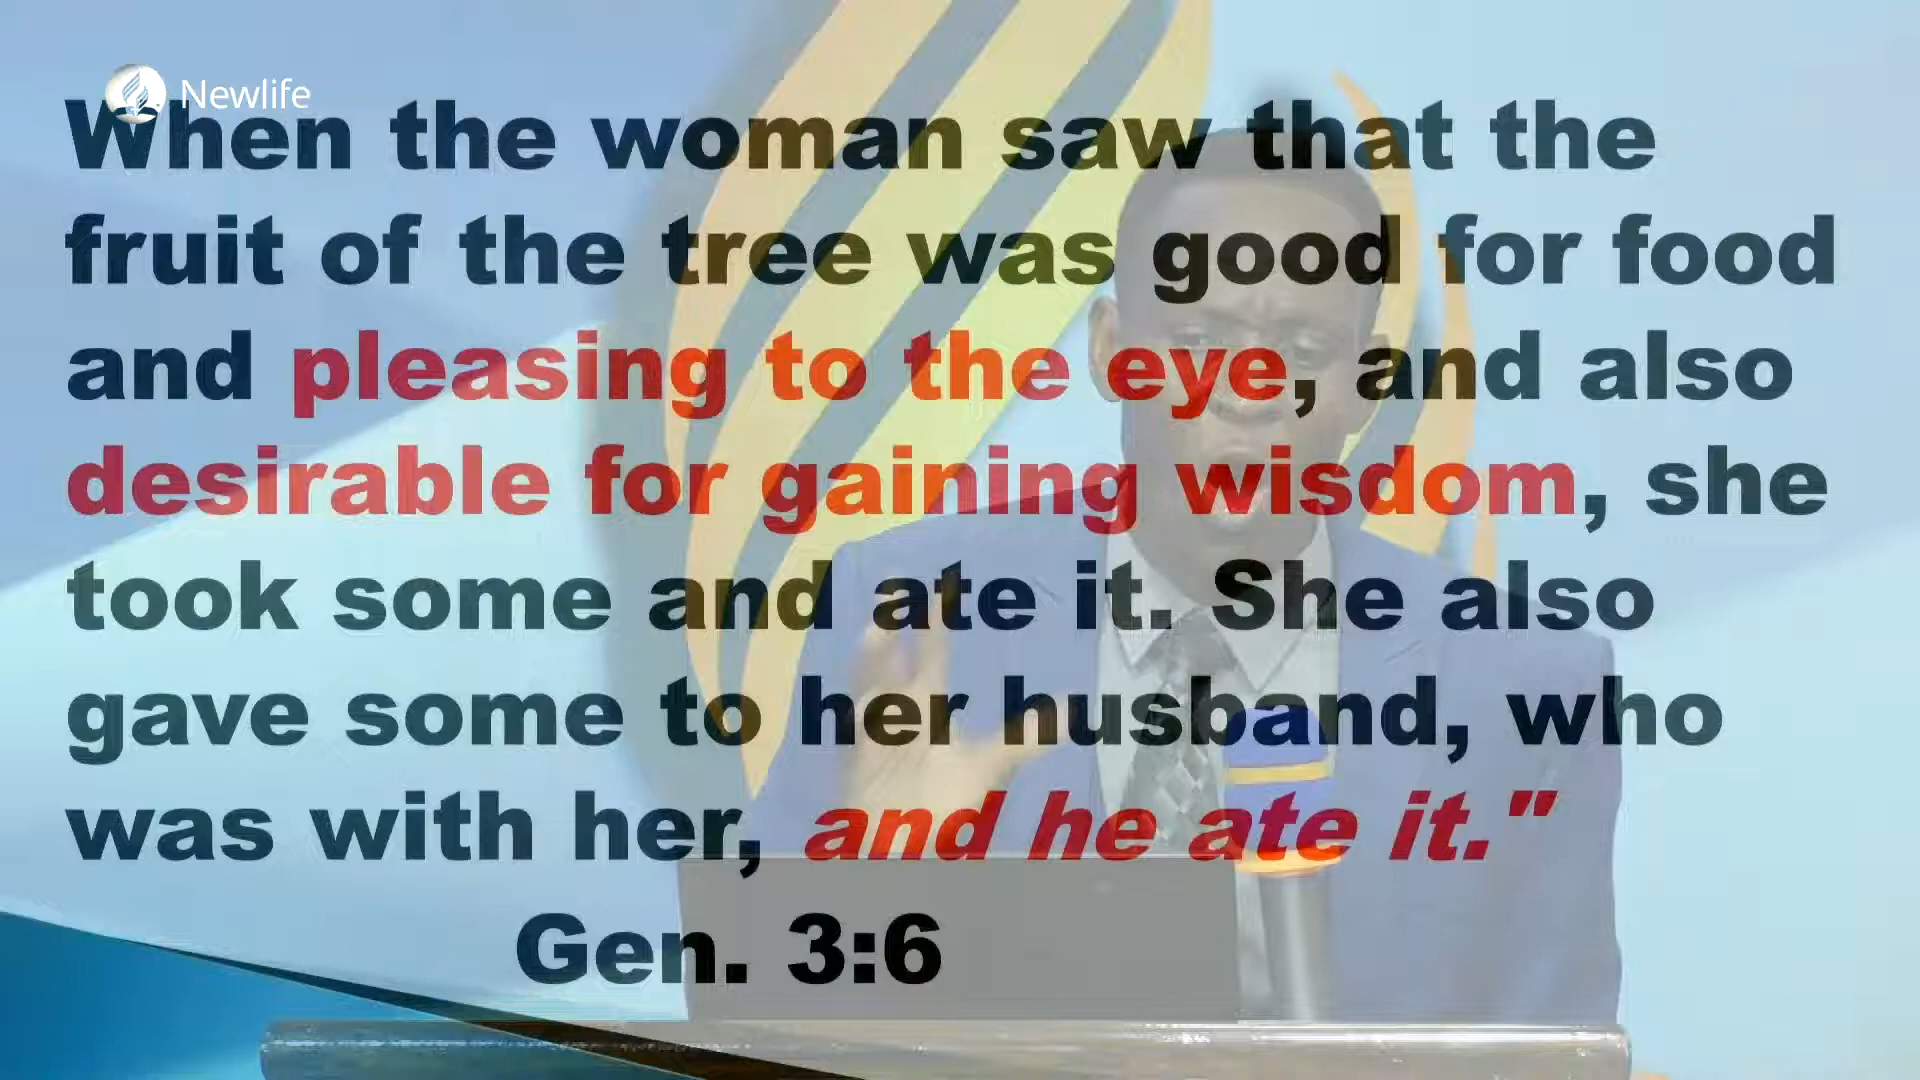 Newlife
When the woman saw that the
fruit of the tree was good for food
and pleasing to the eye, and also
desirable for gaining wisdom, she
took some and ate it. She also
gave some to her husband, who
was with her, and he ate it."
Gen. 3:6